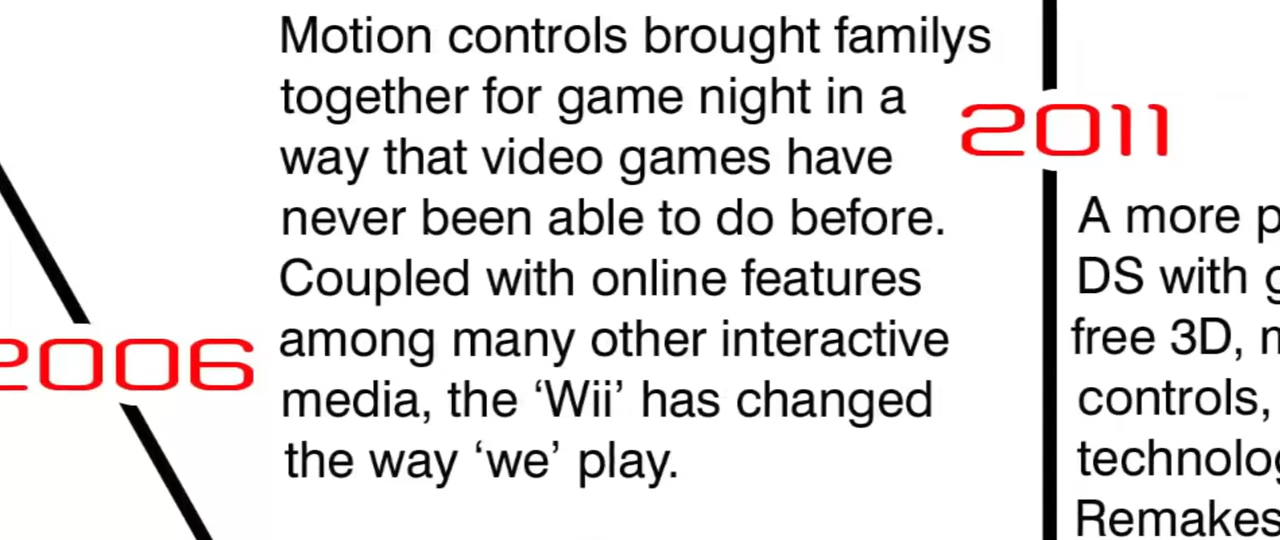 Motion controls brought familys
together for game night in a
way that video games have
never been able to do before.
Coupled with online features
among many other interactive
media, the ‘Wii’ has changed
the way ‘we’ play.
2006
2011
A more
DS with
free 3D,
controls,
Remakes